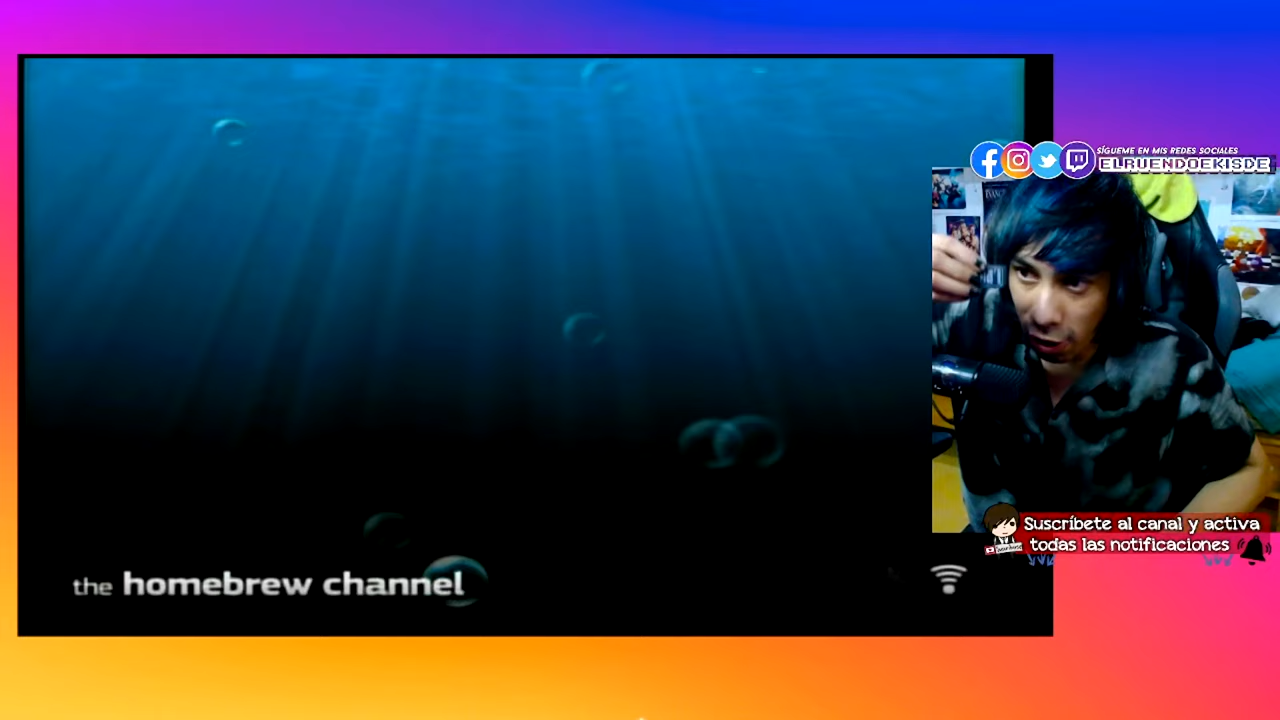 SÍGUEME EN MIS REDES SOCIALES
ELRUENDOEKISDE
the homebrew channel
Suscríbete al canal y activa
todas las notificaciones